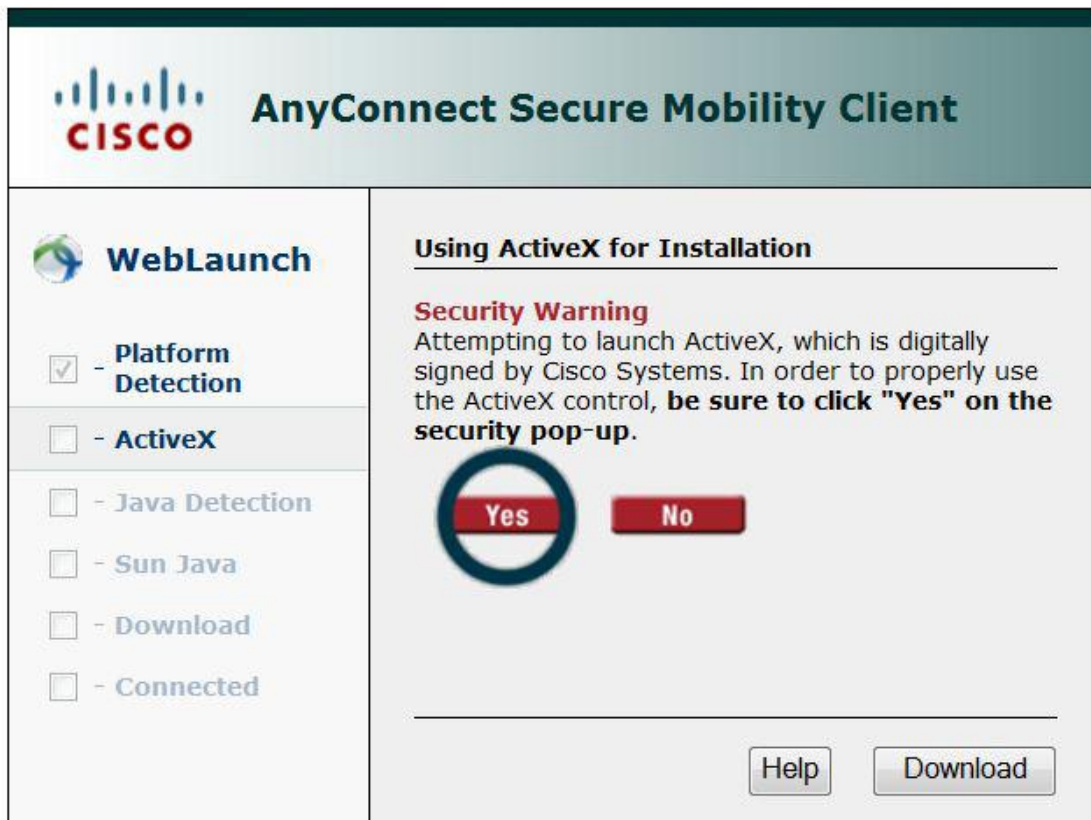 CISCO
AnyConnect Secure Mobility Client
WebLaunch
- Platform
Detection
- ActiveX
- Java Detection
- Sun Java
- Download
- Connected
Using ActiveX for Installation
Security Warning
Attempting to launch ActiveX, which is digitally
signed by Cisco Systems. In order to properly use
the ActiveX control, be sure to click "Yes" on the
security pop-up.
Yes
No
Help
Download